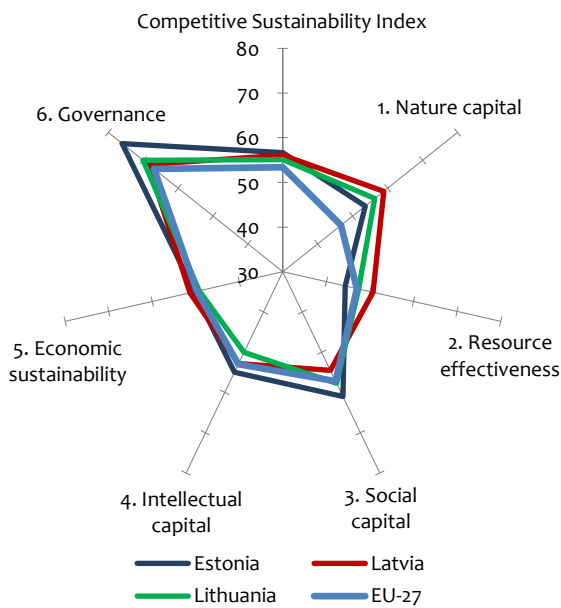 Competitive Sustainability Index
80
70
60
50
40
30
1. Nature capital
2. Resource
effectiveness
3. Social
capital
4. Intellectual
capital
5. Economic
sustainability
6. Governance
Estonia
Latvia
Lithuania
EU-27